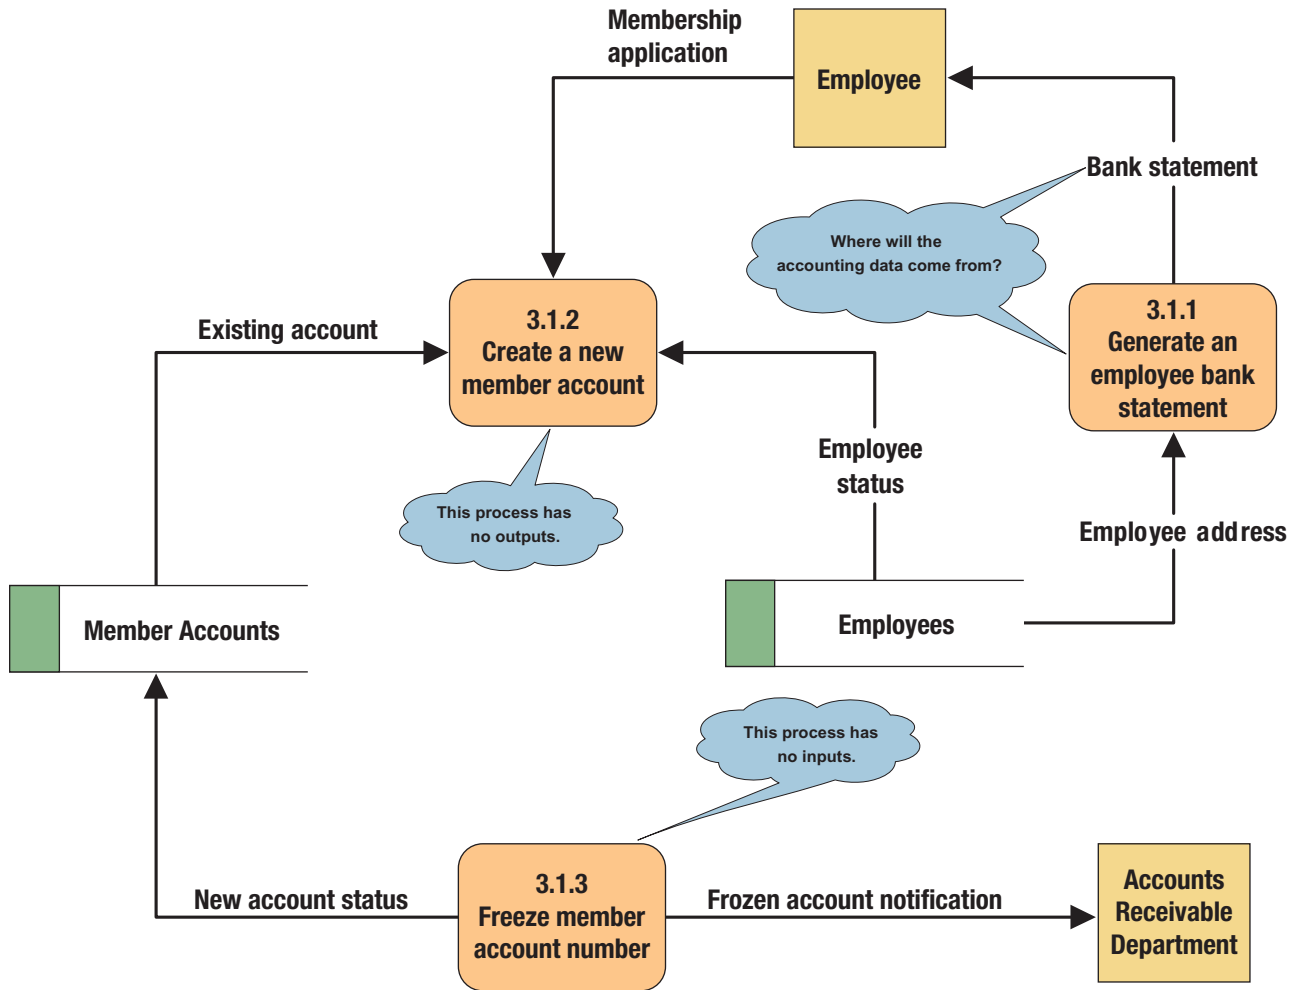 Membership
application
Employee
Bank statement
Where will the
accounting data come from?
3.1.1
Generate an
employee bank
statement
Existing account
3.1.2
Create a new
member account
Employee
status
This process has
no outputs.
Employee address
Member Accounts
Employees
This process has
no inputs.
New account status
3.1.3
Freeze member
account number
Frozen account notification
Accounts
Receivable
Department